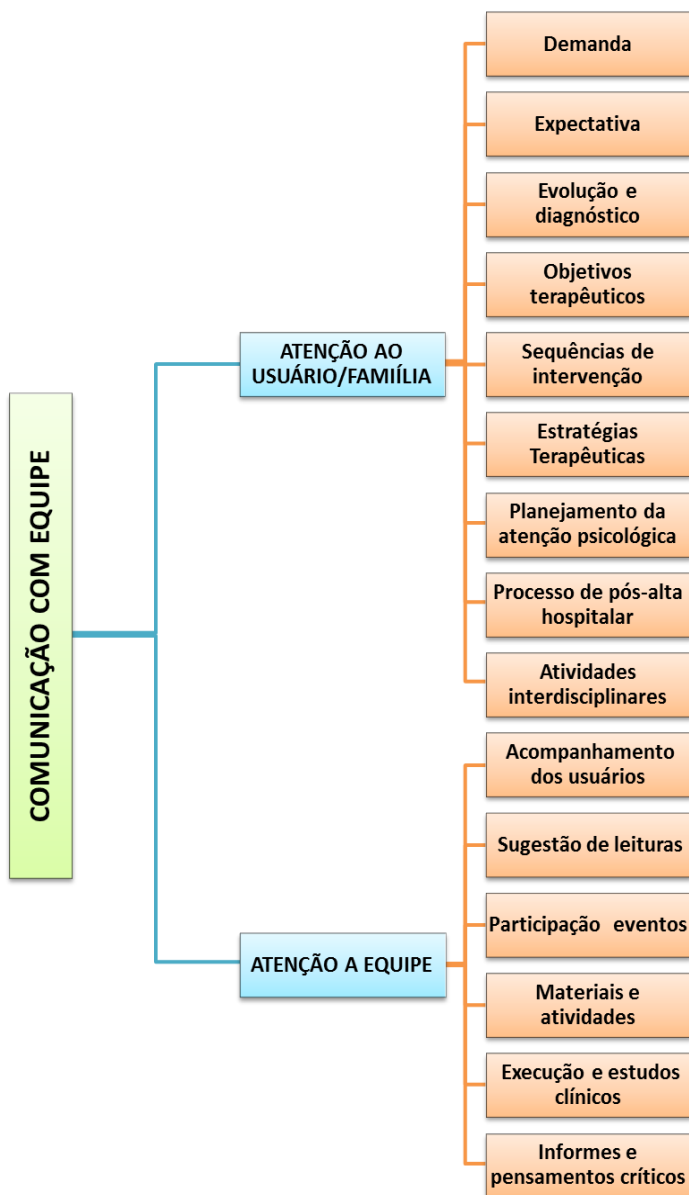 COMUNICAÇÃO COM EQUIPE
ATENÇÃO AO
USUÁRIO/FAMIÍLIA
Demanda
Expectativa
Evolução e
diagnóstico
Objetivos
terapêuticos
Sequências de
intervenção
Estratégias
Terapêuticas
Planejamento da
atenção psicológica
Processo de pós-alta
hospitalar
Atividades
interdisciplinares
ATENÇÃO A EQUIPE
Acompanhamento
dos usuários
Sugestão de leituras
Participação eventos
Materiais e
atividades
Execução e estudos
clínicos
Informes e
pensamentos críticos